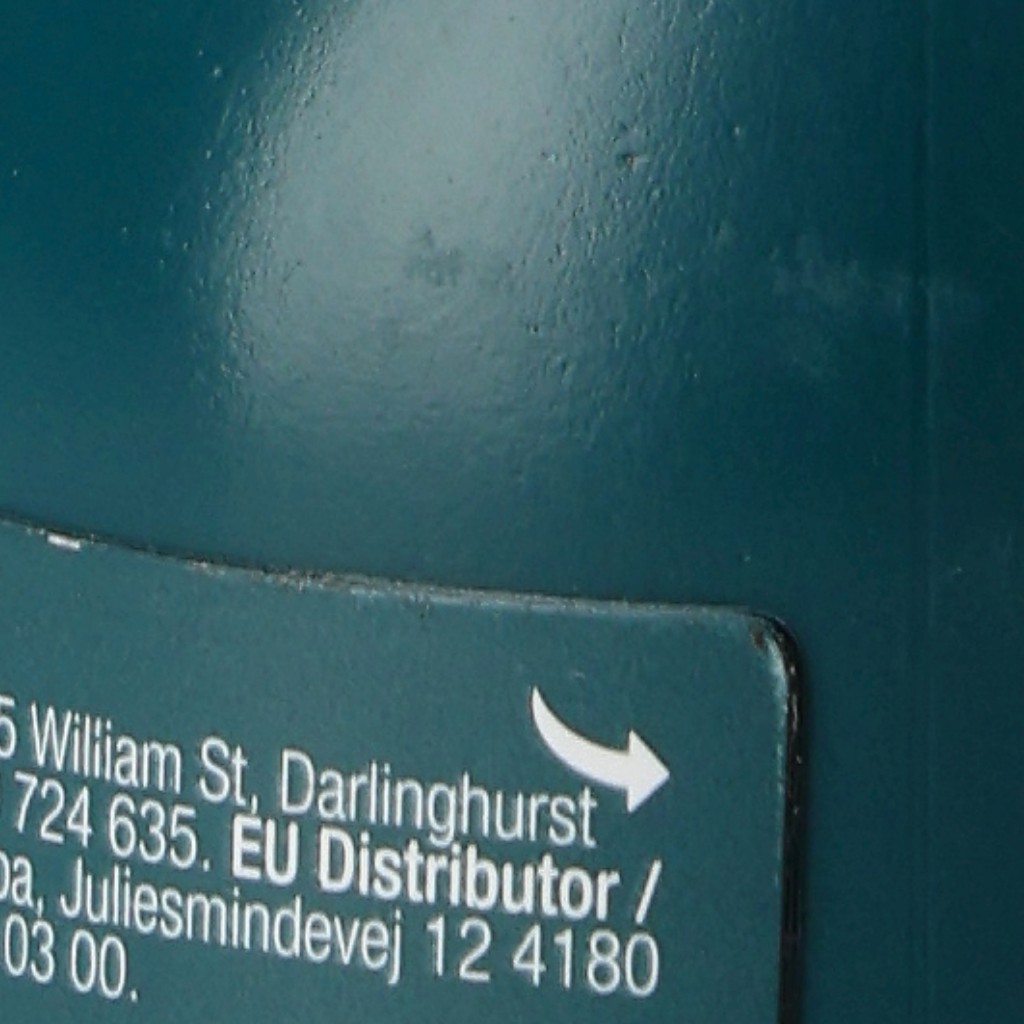 5 William St, Darlinghurst
724 635. EU Distributor /
pa, Juliesmindevej 12 4180
03 00.